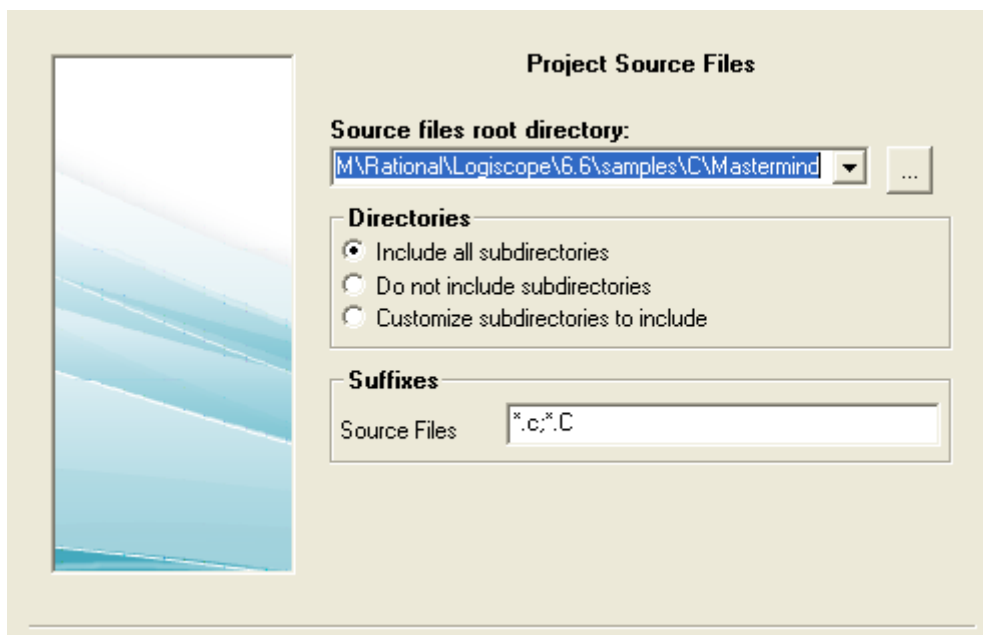 Project Source Files
Source files root directory:
M\Rational\Logiscope\6.6\samples\C\Mastermind
...
Directories
Include all subdirectories
Do not include subdirectories
Customize subdirectories to include
Suffixes
Source Files *.c;*.C